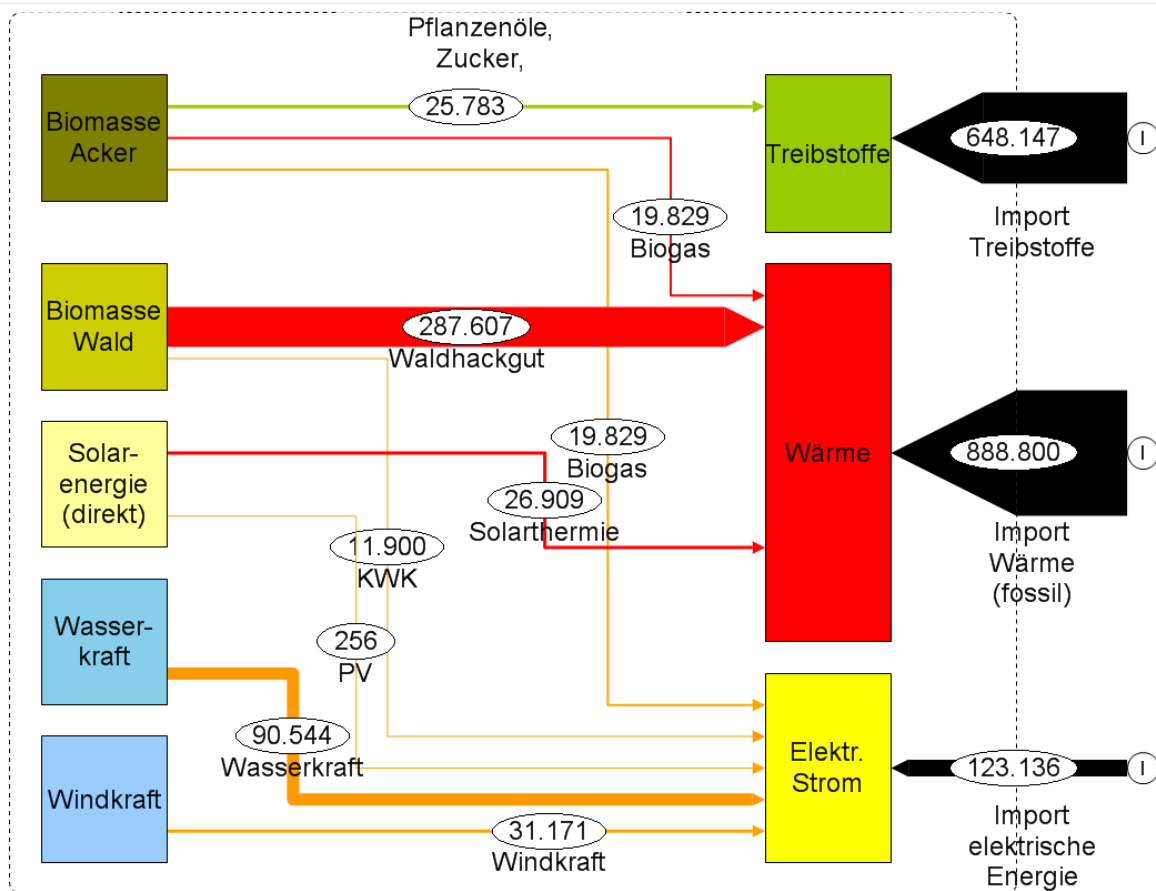 Pflanzenöle,
Zucker,
25.783
Biomasse
Acker
Treibstoffe
648.147
I
Import
Treibstoffe
19.829
Biogas
Biomasse
Wald
287.607
Waldhackgut
Solar-
energie
(direkt)
19.829
Biogas
26.909
Solarthermie
Wärme
888.800
I
Import
Wärme
(fossil)
11.900
KWK
Wasser-
kraft
256
PV
90.544
Wasserkraft
Elektr.
Strom
123.136
I
Import
elektrische
Energie
Windkraft
31.171
Windkraft